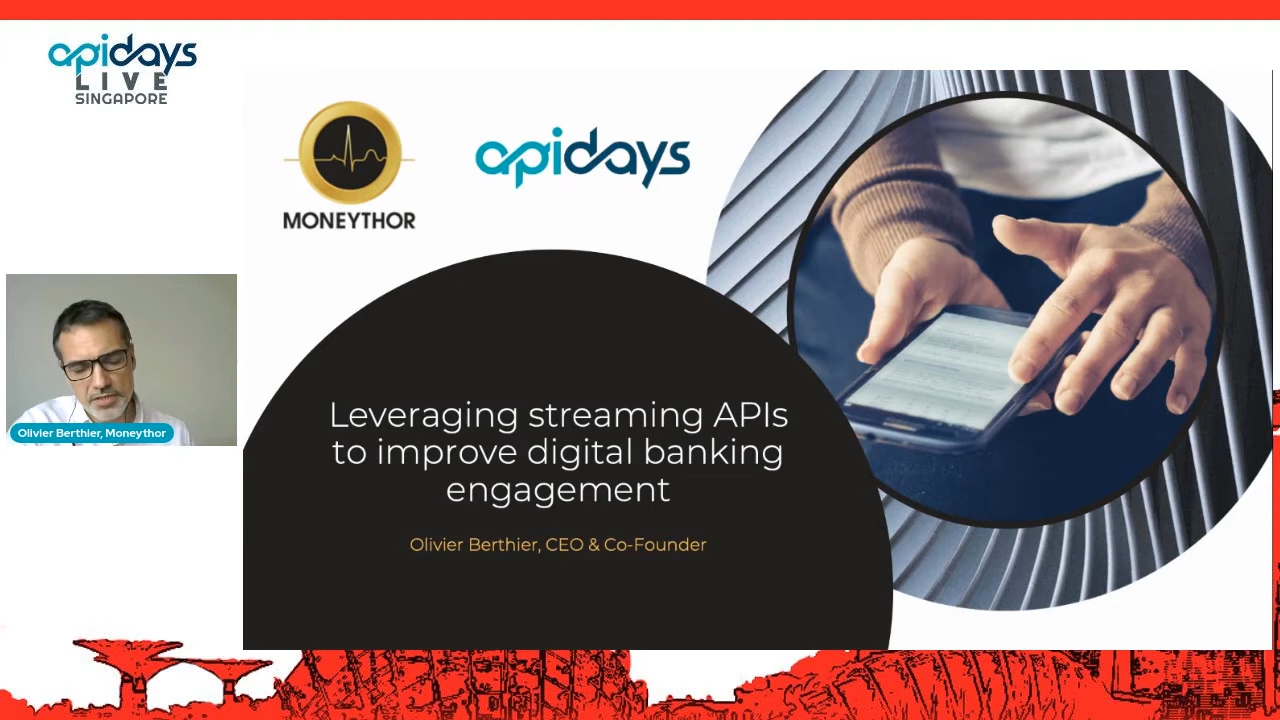 apidays
LIVE
SINGAPORE
MONEYTHOR
apidays
Leveraging streaming APIs
to improve digital banking
engagement
Olivier Berthier, CEO & Co-Founder
Olivier Berthier, Moneythor